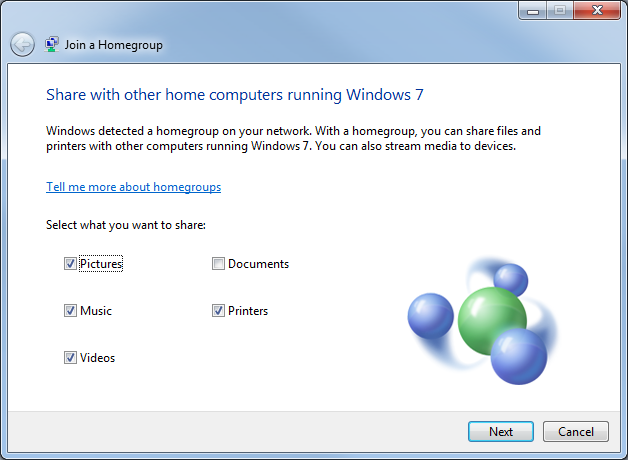 Join a Homegroup
Share with other home computers running Windows 7
Windows detected a homegroup on your network. With a homegroup, you can share files and
printers with other computers running Windows 7. You can also stream media to devices.
Tell me more about homegroups
Select what you want to share:
Pictures
Documents
Music
Printers
Videos
Next
Cancel